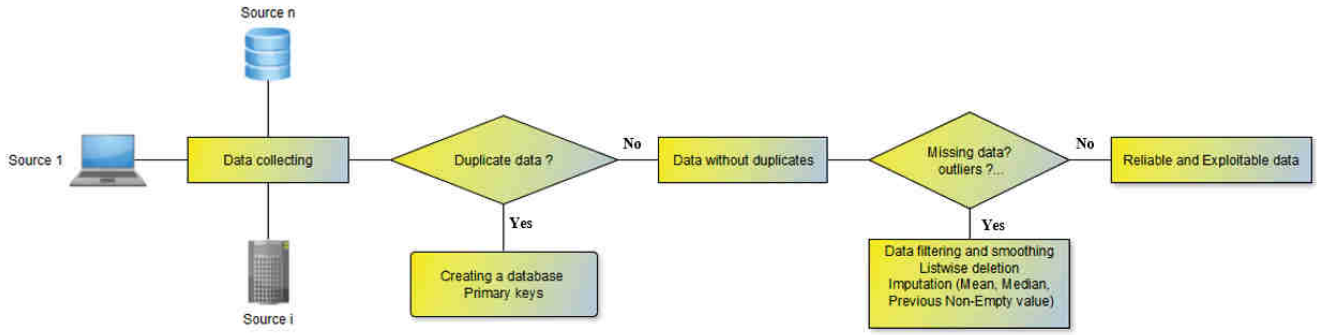 Source n
Source 1
Data collecting
Duplicate data ?
No
Data without duplicates
Missing data?
outliers ?...
No
Reliable and Exploitable data
Yes
Yes
Creating a database
Primary keys
Data filtering and smoothing
Listwise deletion
Imputation (Mean, Median,
Previous Non-Empty value)
Source i